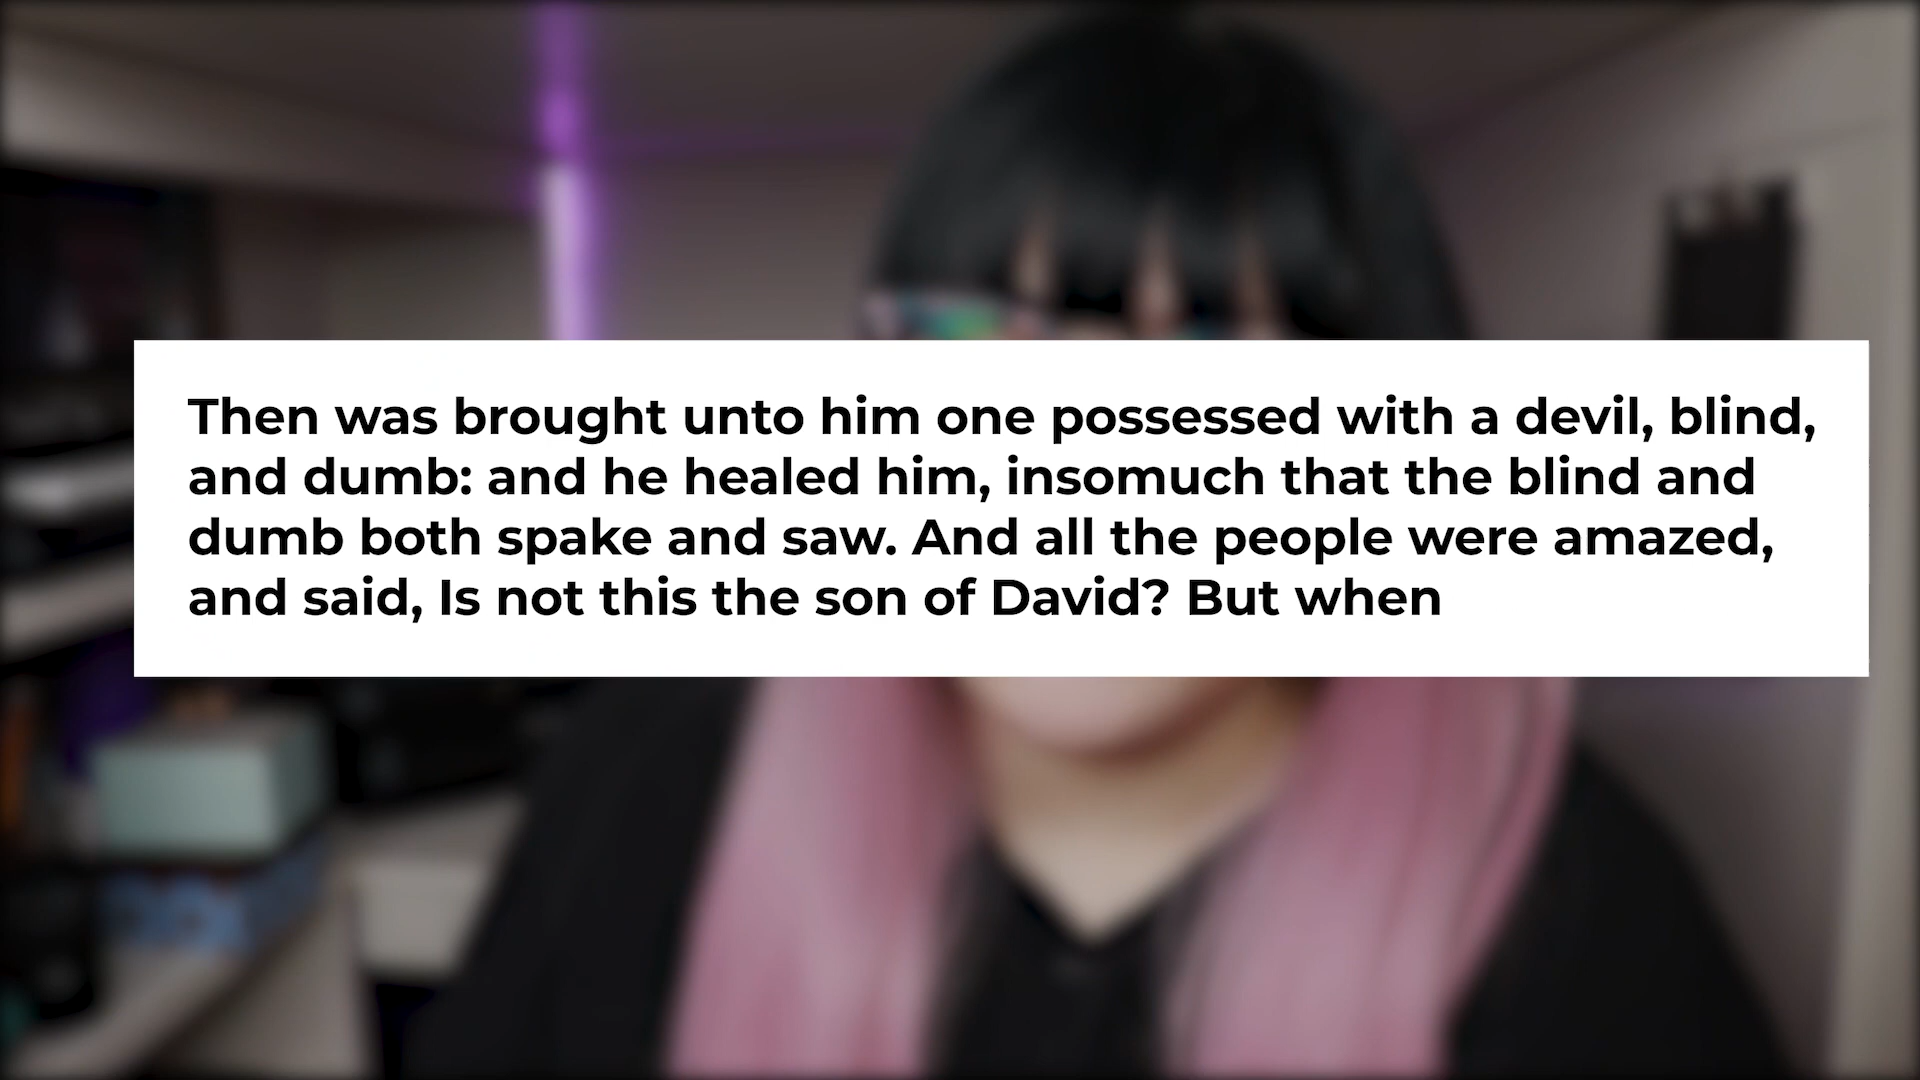 Then was brought unto him one possessed with a devil, blind,
and dumb: and he healed him, insomuch that the blind and
dumb both spake and saw. And all the people were amazed,
and said, Is not this the son of David? But when